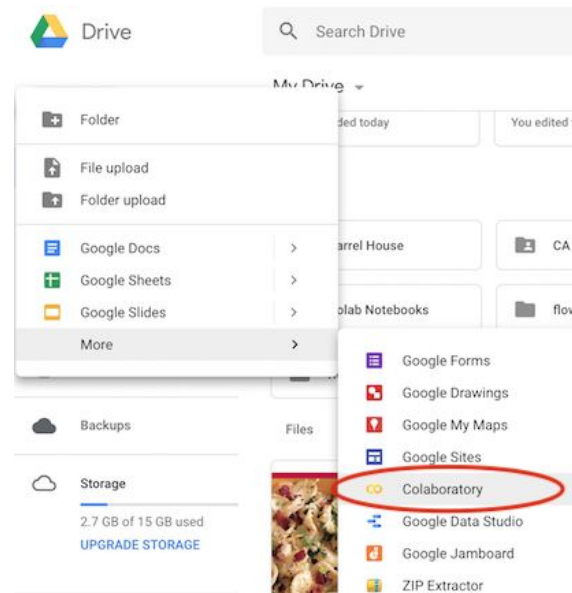 Drive
Search Drive
My Drive
Folder
ded today
You edited
File upload
Folder upload
Google Docs
arrel House
CA
Google Sheets
Google Slides
olab Notebooks
flow
More
Google Forms
Google Drawings
Backups
Files
Google My Maps
Google Sites
Storage
Colaboratory
2.7 GB of 15 GB used
Google Data Studio
UPGRADE STORAGE
Google Jamboard
ZIP Extractor